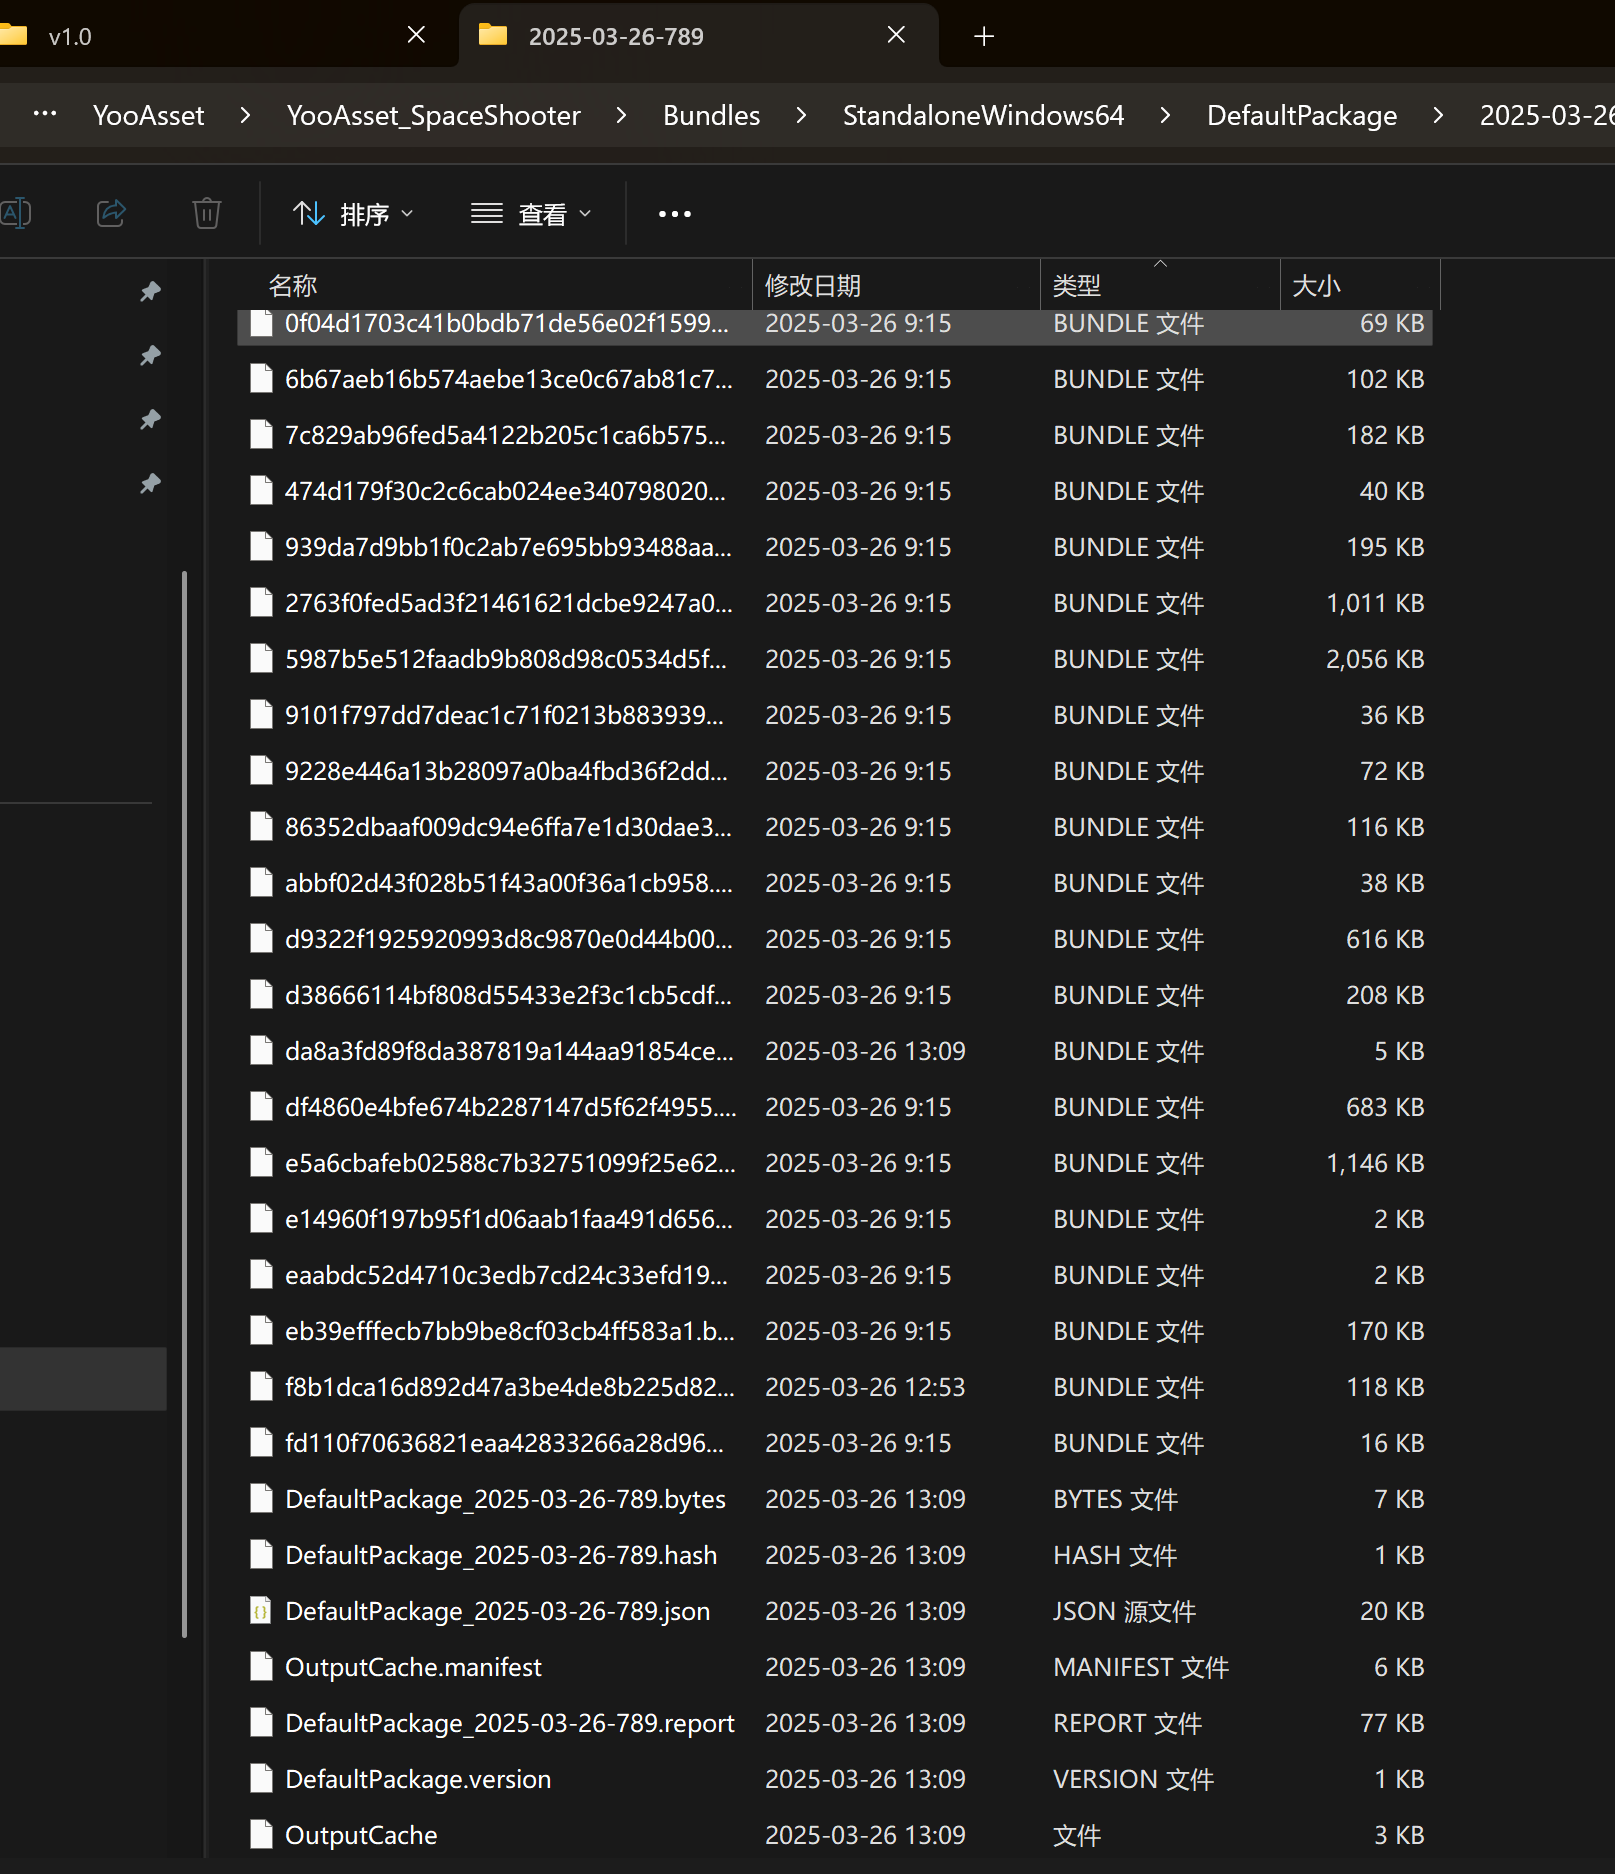 v1.0
2025-03-26-789
YooAsset > YooAsset_SpaceShooter > Bundles > StandaloneWindows64 > DefaultPackage > 2025-03-26
排序 查看
名称 修改日期 类型 大小
0f04d1703c41b0bdb71de56e02f1599... 2025-03-26 9:15 BUNDLE 文件 69 KB
6b67aeb16b574aebe13ce0c67ab81c7... 2025-03-26 9:15 BUNDLE 文件 102 KB
7c829ab96fed5a4122b205c1ca6b575... 2025-03-26 9:15 BUNDLE 文件 182 KB
474d179f30c2c6cab024ee340798020... 2025-03-26 9:15 BUNDLE 文件 40 KB
939da7d9bb1f0c2ab7e695bb93488aa... 2025-03-26 9:15 BUNDLE 文件 195 KB
2763f0fed5ad3f21461621dcbe9247a0... 2025-03-26 9:15 BUNDLE 文件 1,011 KB
5987b5e512faadb9b808d98c0534d5f... 2025-03-26 9:15 BUNDLE 文件 2,056 KB
9101f797dd7deac1c71f0213b883939... 2025-03-26 9:15 BUNDLE 文件 36 KB
9228e446a13b28097a0ba4fbd36f2dd... 2025-03-26 9:15 BUNDLE 文件 72 KB
86352dbaaf009dc94e6ffa7e1d30dae3... 2025-03-26 9:15 BUNDLE 文件 116 KB
abbf02d43f028b51f43a00f36a1cb958.... 2025-03-26 9:15 BUNDLE 文件 38 KB
d9322f1925920993d8c9870e0d44b00... 2025-03-26 9:15 BUNDLE 文件 616 KB
d38666114bf808d55433e2f3c1cb5cdf... 2025-03-26 9:15 BUNDLE 文件 208 KB
da8a3fd89f8da387819a144aa91854ce... 2025-03-26 13:09 BUNDLE 文件 5 KB
df4860e4bfe674b2287147d5f62f4955.... 2025-03-26 9:15 BUNDLE 文件 683 KB
e5a6cbafeb02588c7b32751099f25e62... 2025-03-26 9:15 BUNDLE 文件 1,146 KB
e14960f197b95f1d06aab1faa491d656... 2025-03-26 9:15 BUNDLE 文件 2 KB
eaabdc52d4710c3edb7cd24c33efd19... 2025-03-26 9:15 BUNDLE 文件 2 KB
eb39efffecb7bb9be8cf03cb4ff583a1.b... 2025-03-26 9:15 BUNDLE 文件 170 KB
f8b1dca16d892d47a3be4de8b225d82... 2025-03-26 12:53 BUNDLE 文件 118 KB
fd110f70636821eaa42833266a28d96... 2025-03-26 9:15 BUNDLE 文件 16 KB
DefaultPackage_2025-03-26-789.bytes 2025-03-26 13:09 BYTES 文件 7 KB
DefaultPackage_2025-03-26-789.hash 2025-03-26 13:09 HASH 文件 1 KB
DefaultPackage_2025-03-26-789.json 2025-03-26 13:09 JSON 源文件 20 KB
OutputCache.manifest 2025-03-26 13:09 MANIFEST 文件 6 KB
DefaultPackage_2025-03-26-789.report 2025-03-26 13:09 REPORT 文件 77 KB
DefaultPackage.version 2025-03-26 13:09 VERSION 文件 1 KB
OutputCache 2025-03-26 13:09 文件 3 KB